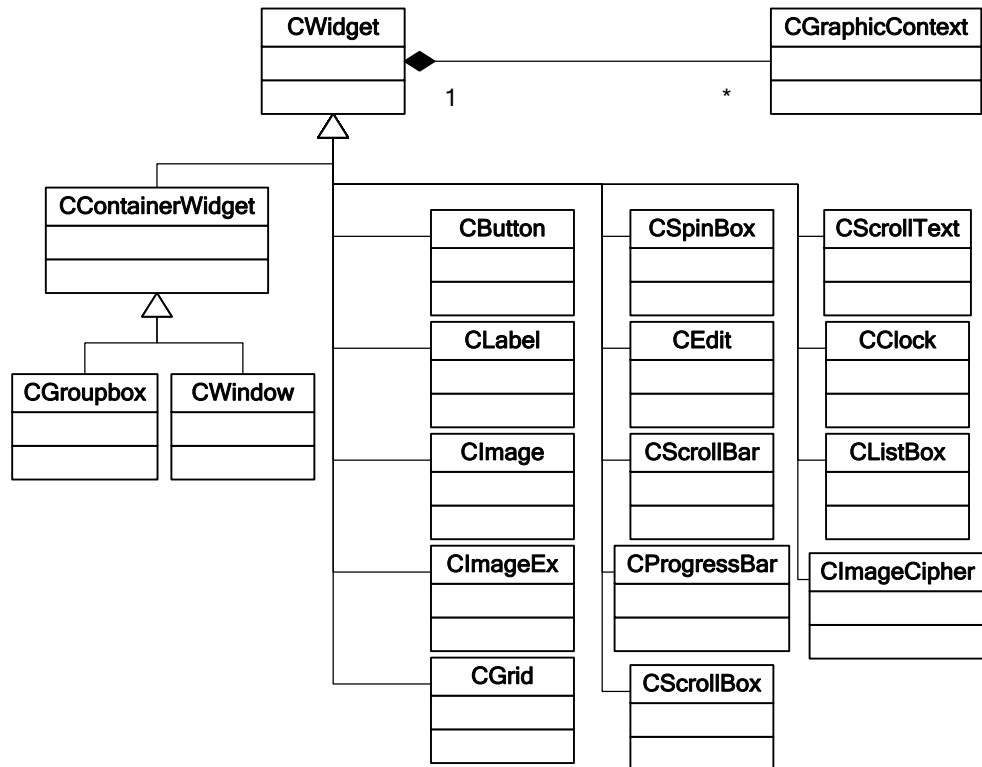 CWidget
CGraphicContext
1
*
CContainerWidget
CButton
CSpinBox
CScrollText
CLabel
CEdit
CClock
CGroupbox
CWindow
CImage
CScrollBar
CListBox
CImageEx
CProgressBar
CImageCipher
CGrid
CScrollBox